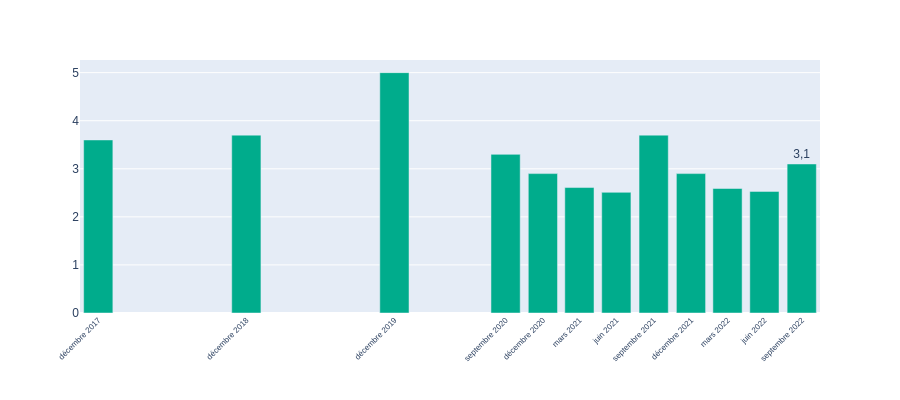 5
4
3
2
1
0
3,1
décembre 2017
décembre 2018
décembre 2019
septembre 2020
décembre 2020
mars 2021
juin 2021
septembre 2021
décembre 2021
mars 2022
juin 2022
septembre 2022